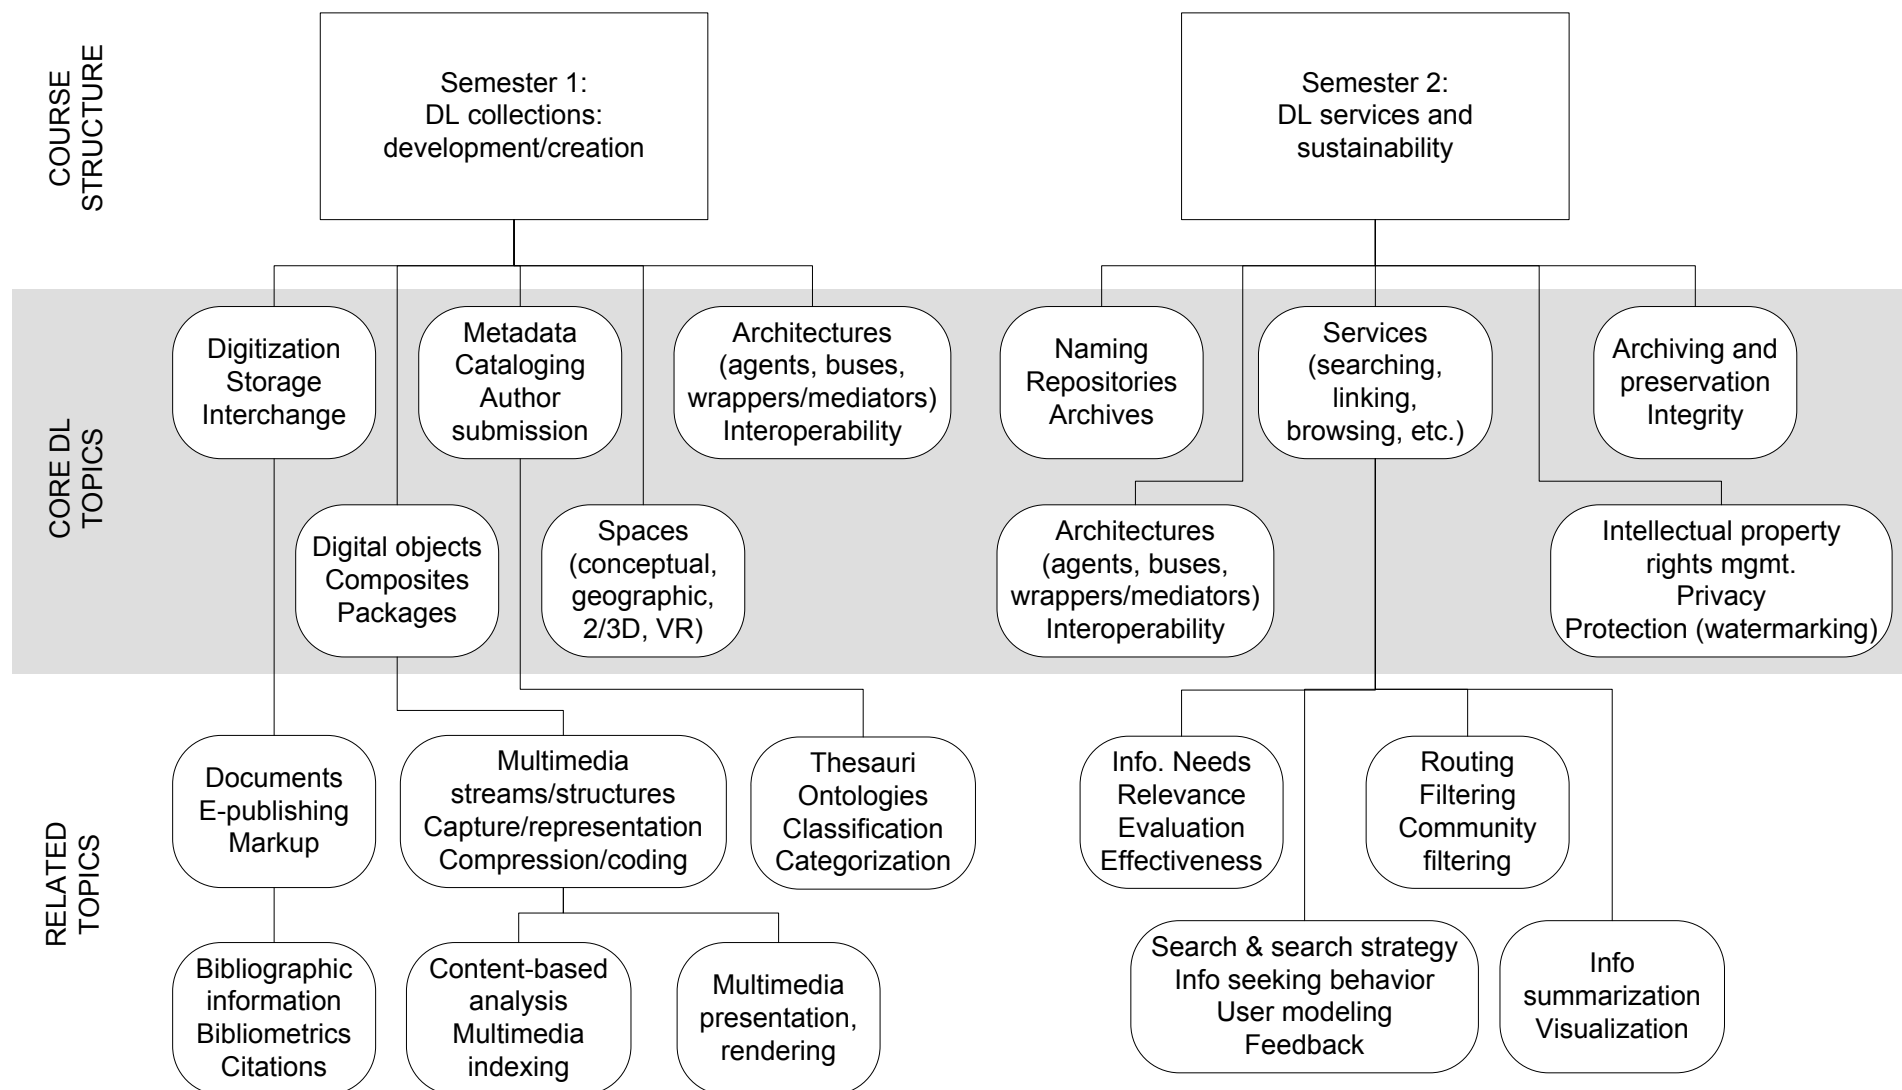 COURSE
STRUCTURE
Semester 1:
DL collections:
development/creation
Semester 2:
DL services and
sustainability
CORE DL
TOPICS
Digitization
Storage
Interchange
Metadata
Cataloging
Author
submission
Architectures
(agents, buses,
wrappers/mediators)
Interoperability
Naming
Repositories
Archives
Services
(searching,
linking,
browsing, etc.)
Archiving and
preservation
Integrity
Digital objects
Composites
Packages
Spaces
(conceptual,
geographic,
2/3D, VR)
Architectures
(agents, buses,
wrappers/mediators)
Interoperability
Intellectual property
rights mgmt.
Privacy
Protection (watermarking)
RELATED
TOPICS
Documents
E-publishing
Markup
Multimedia
streams/structures
Capture/representation
Compression/coding
Thesauri
Ontologies
Classification
Categorization
Info. Needs
Relevance
Evaluation
Effectiveness
Routing
Filtering
Community
filtering
Bibliographic
information
Bibliometrics
Citations
Content-based
analysis
Multimedia
indexing
Multimedia
presentation,
rendering
Search & search strategy
Info seeking behavior
User modeling
Feedback
Info
summarization
Visualization